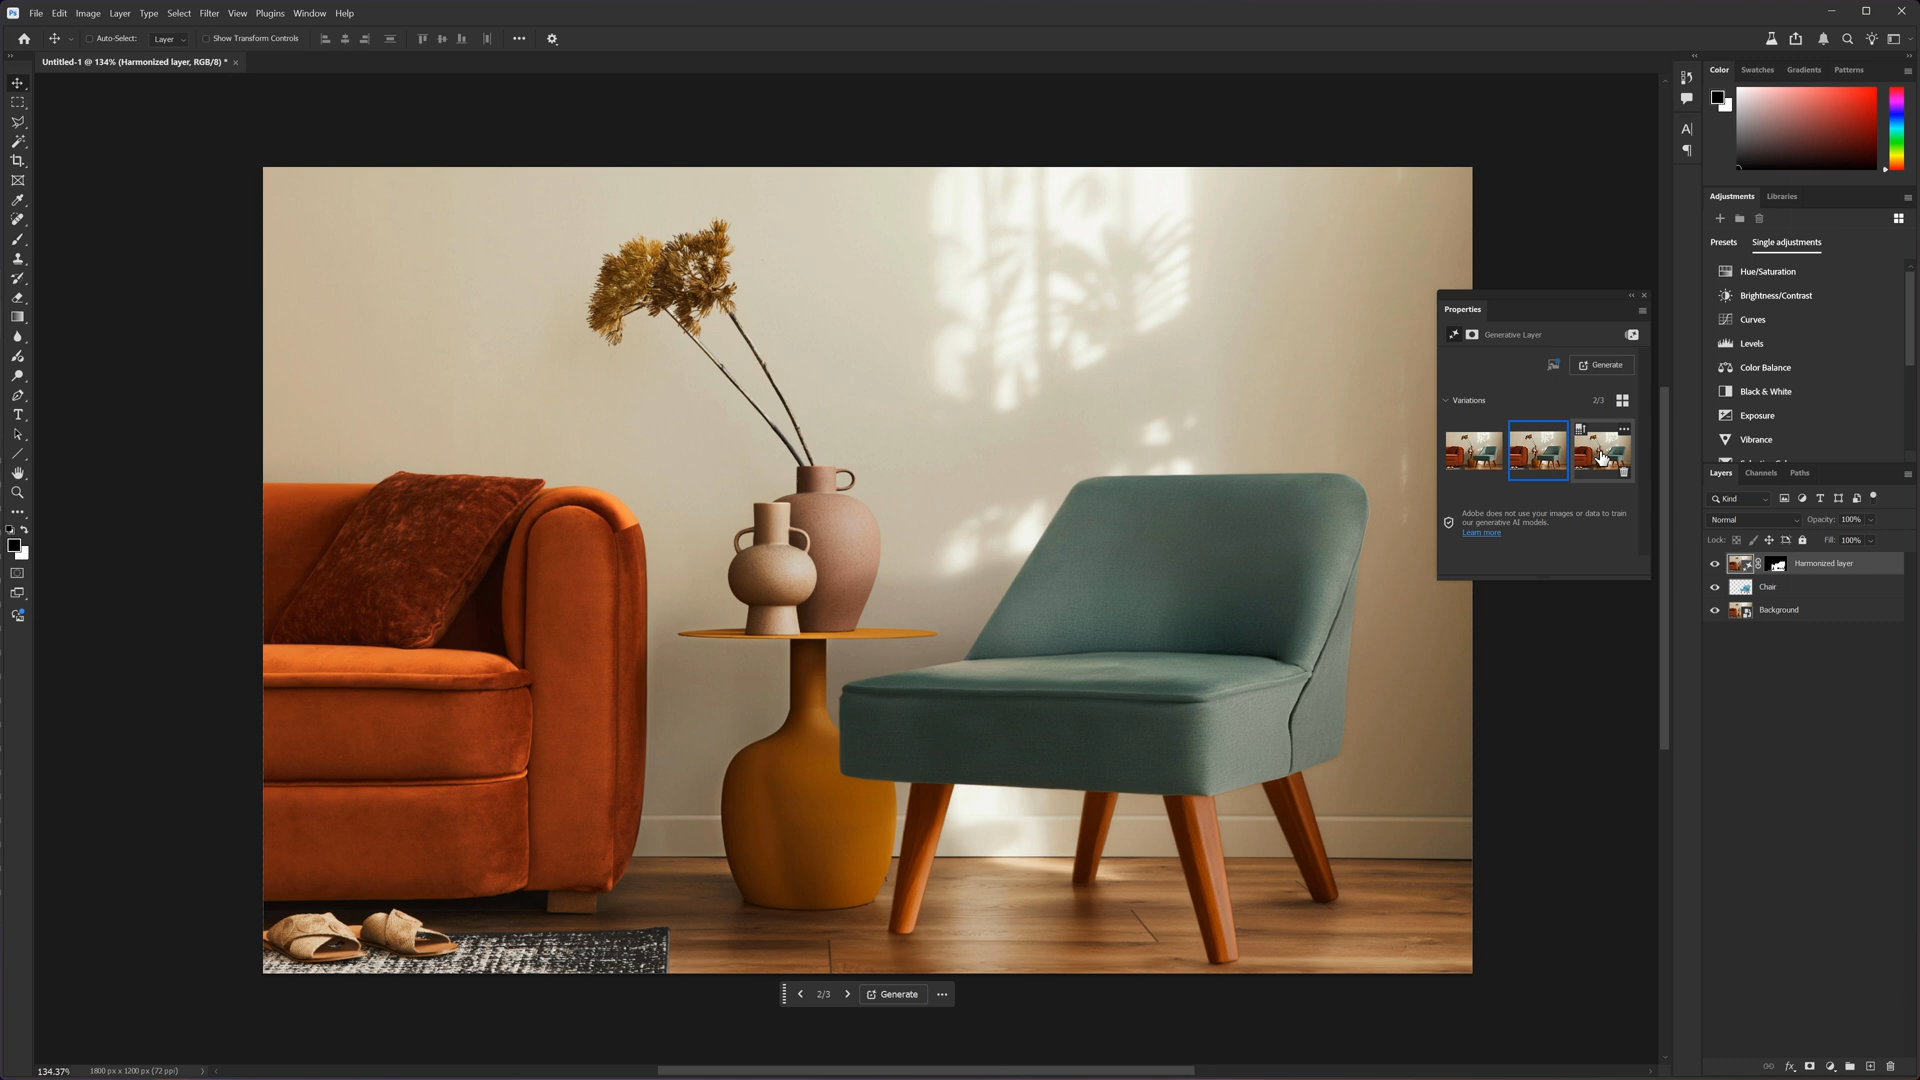 Ps File Edit Image Layer Type Select Filter View Plugins Window Help
Auto-Select: Layer Show Transform Controls
Untitled-1 @ 134% (Harmonized layer, RGB/8) *
Color Swatches Gradients Patterns
Adjustments Libraries
Presets Single adjustments
Hue/Saturation
Brightness/Contrast
Curves
Levels
Color Balance
Black & White
Exposure
Vibrance
Properties
Generative Layer
Generate
Variations 2/3
Adobe does not use your images or data to train
our generative AI models.
Learn more
Layers Channels Paths
Kind
Normal Opacity: 100%
Lock: Fill: 100%
Harmonized layer
Chair
Background
2/3 Generate
134.37%
1800 px x 1200 px (72 ppi)